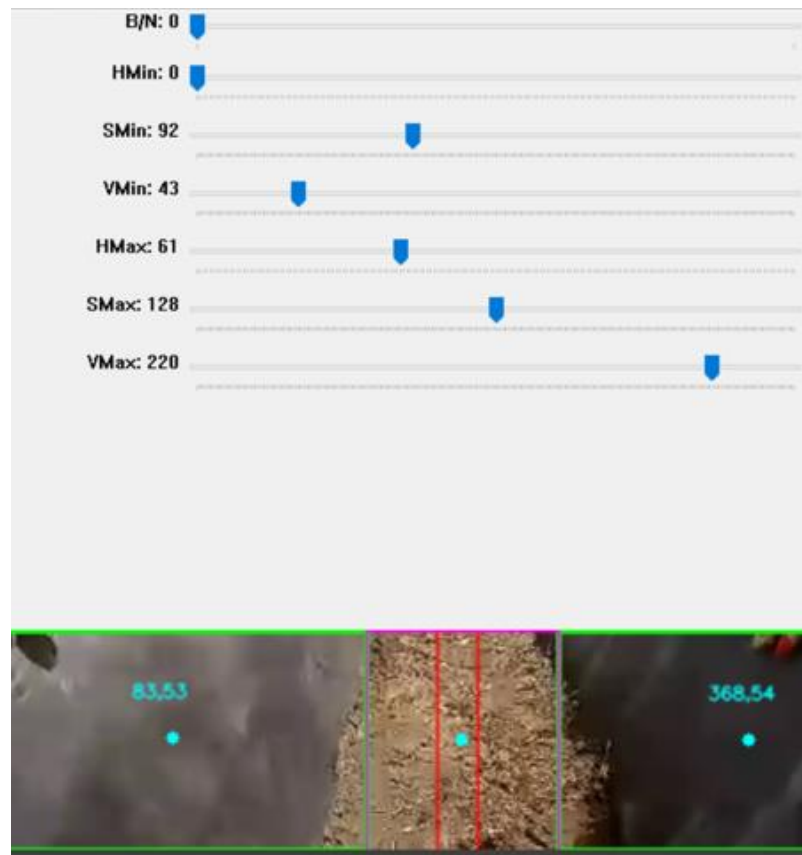 B/N: 0
HMin: 0
SMin: 92
VMin: 43
HMax: 61
SMax: 128
VMax: 220
83,53
368,54